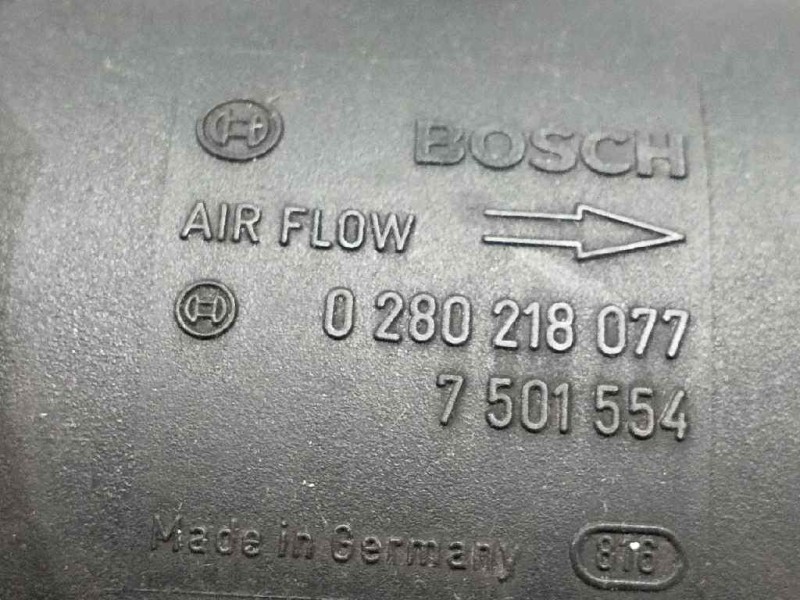 BOSCH
AIR FLOW
0 280 218 077
7 501 554
Made in Germany 816